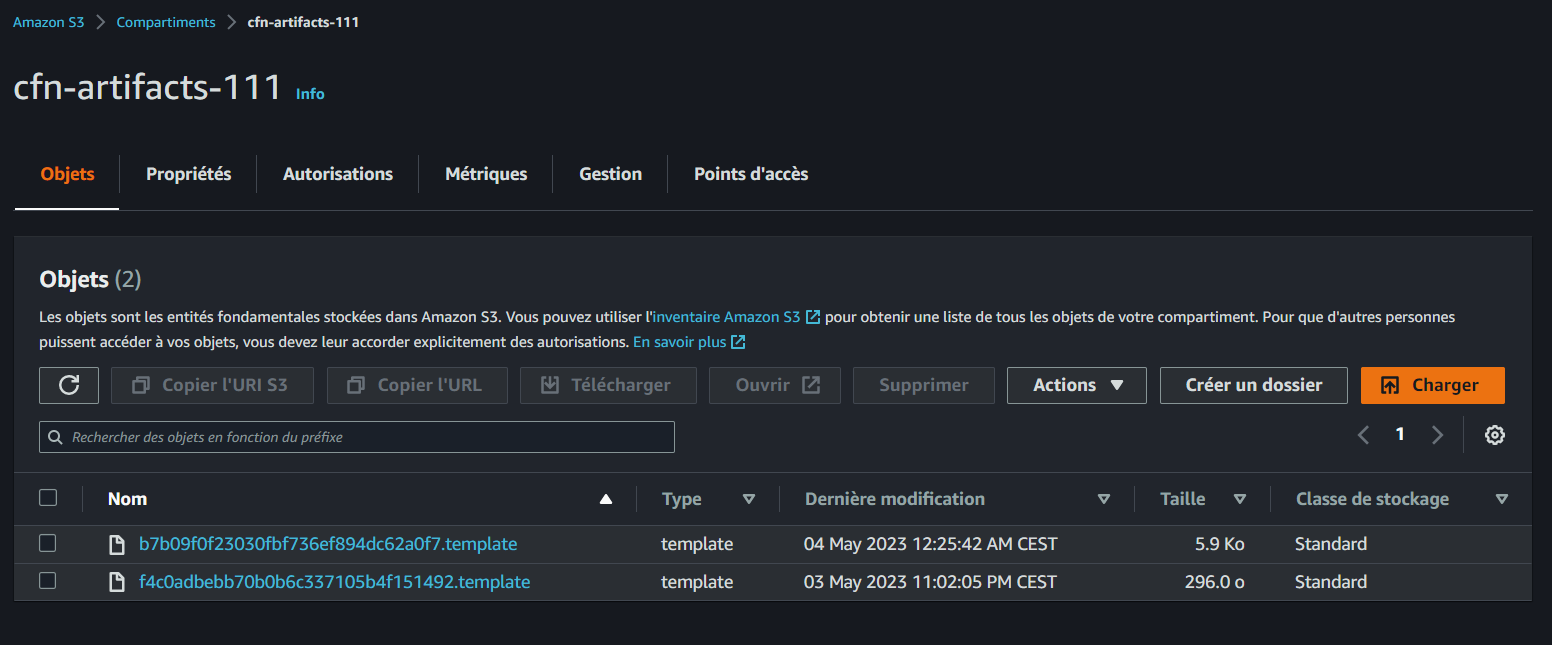 Amazon S3 > Compartiments > cfn-artifacts-111
cfn-artifacts-111 Info
Objets Propriétés Autorisations Métriques Gestion Points d'accès
Objets (2)
Les objets sont les entités fondamentales stockées dans Amazon S3. Vous pouvez utiliser l'inventaire Amazon S3 pour obtenir une liste de tous les objets de votre compartiment. Pour que d'autres personnes
puissent accéder à vos objets, vous devez leur accorder explicitement des autorisations. En savoir plus
Copier l'URI S3 Copier l'URL Télécharger Ouvrir Supprimer Actions Créer un dossier Charger
Rechercher des objets en fonction du préfixe 1
Nom Type Dernière modification Taille Classe de stockage
b7b09f0f23030fbf736ef894dc62a0f7.template template 04 May 2023 12:25:42 AM CEST 5.9 Ko Standard
f4c0adbebb70b0b6c337105b4f151492.template template 03 May 2023 11:02:05 PM CEST 296.0 o Standard